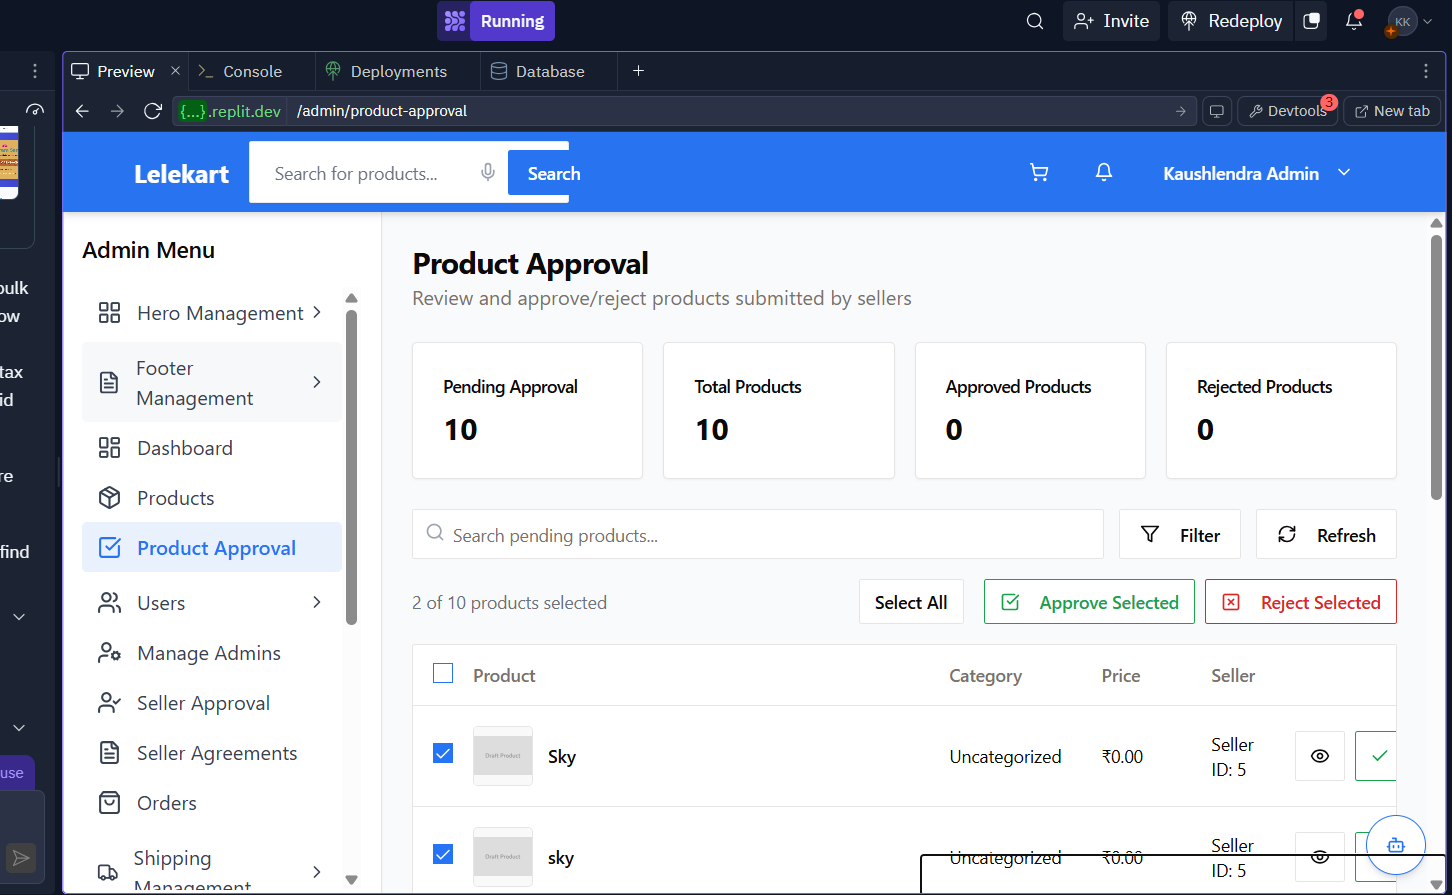 Running
Invite
Redeploy
KK
Preview
Console
Deployments
Database
{...}.replit.dev
/admin/product-approval
Devtools
3
New tab
Lelekart
Search for products...
Search
Kaushlendra Admin
Admin Menu
Hero Management
Footer
Management
Dashboard
Products
Product Approval
Users
Manage Admins
Seller Approval
Seller Agreements
Orders
Shipping
Management
Product Approval
Review and approve/reject products submitted by sellers
Pending Approval
10
Total Products
10
Approved Products
0
Rejected Products
0
Search pending products...
Filter
Refresh
2 of 10 products selected
Select All
Approve Selected
Reject Selected
Product
Category
Price
Seller
Draft Product
Sky
Uncategorized
₹0.00
Seller
ID: 5
Draft Product
sky
Uncategorized
₹0.00
Seller
ID: 5
bulk
ow
tax
id
re
find
use